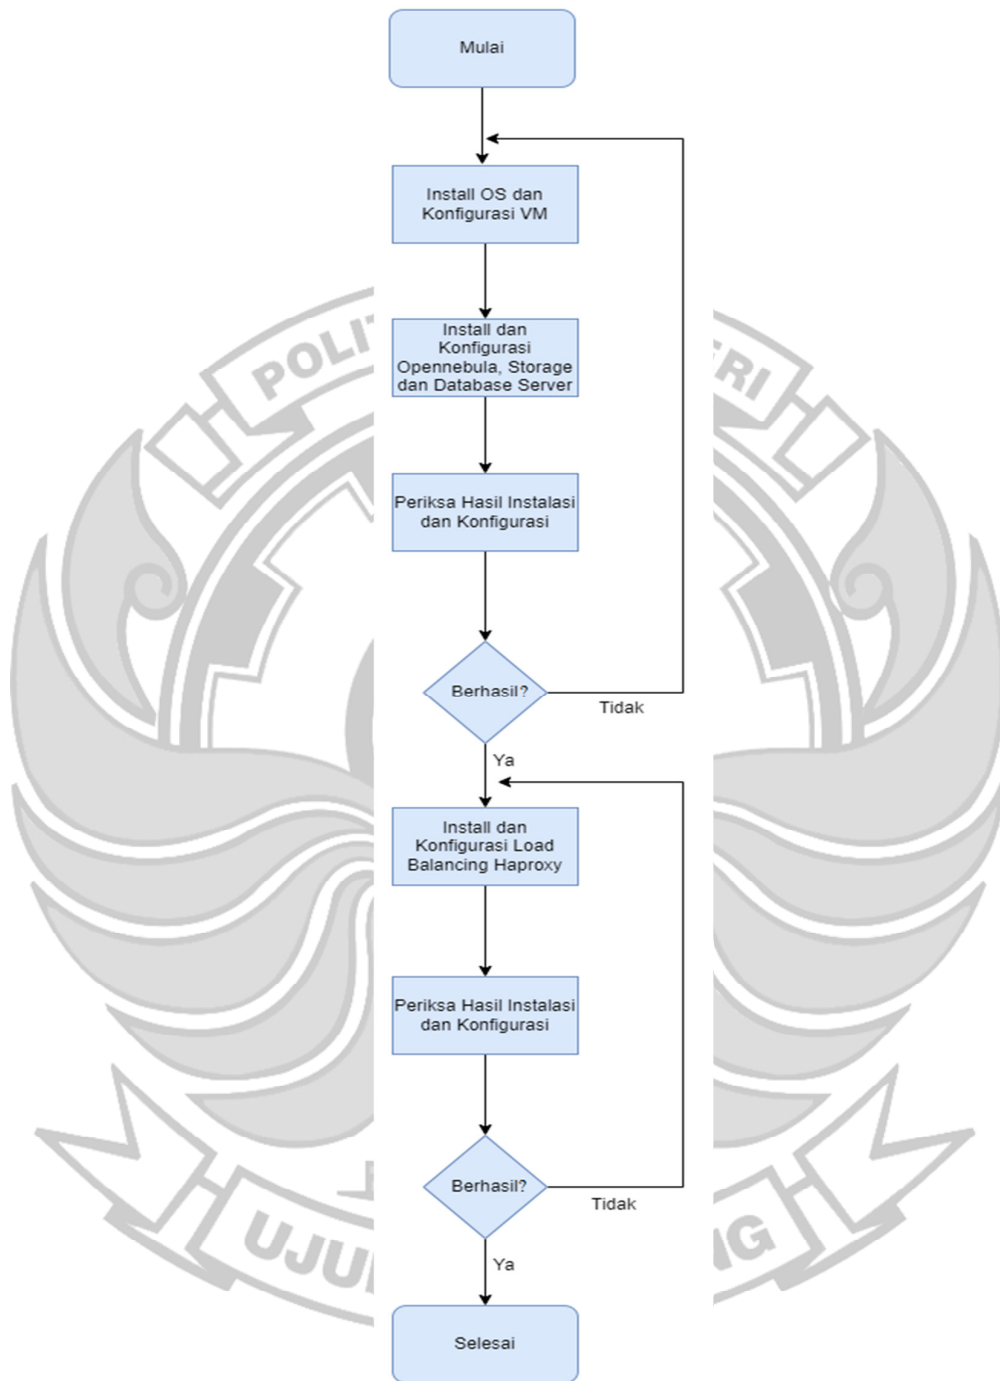 Mulai
Install OS dan
Konfigurasi VM
Install dan
Konfigurasi
Opennebula, Storage
dan Database Server
Periksa Hasil Instalasi
dan Konfigurasi
Berhasil?
Tidak
Ya
Install dan
Konfigurasi Load
Balancing Haproxy
Periksa Hasil Instalasi
dan Konfigurasi
Berhasil?
Tidak
Ya
Selesai